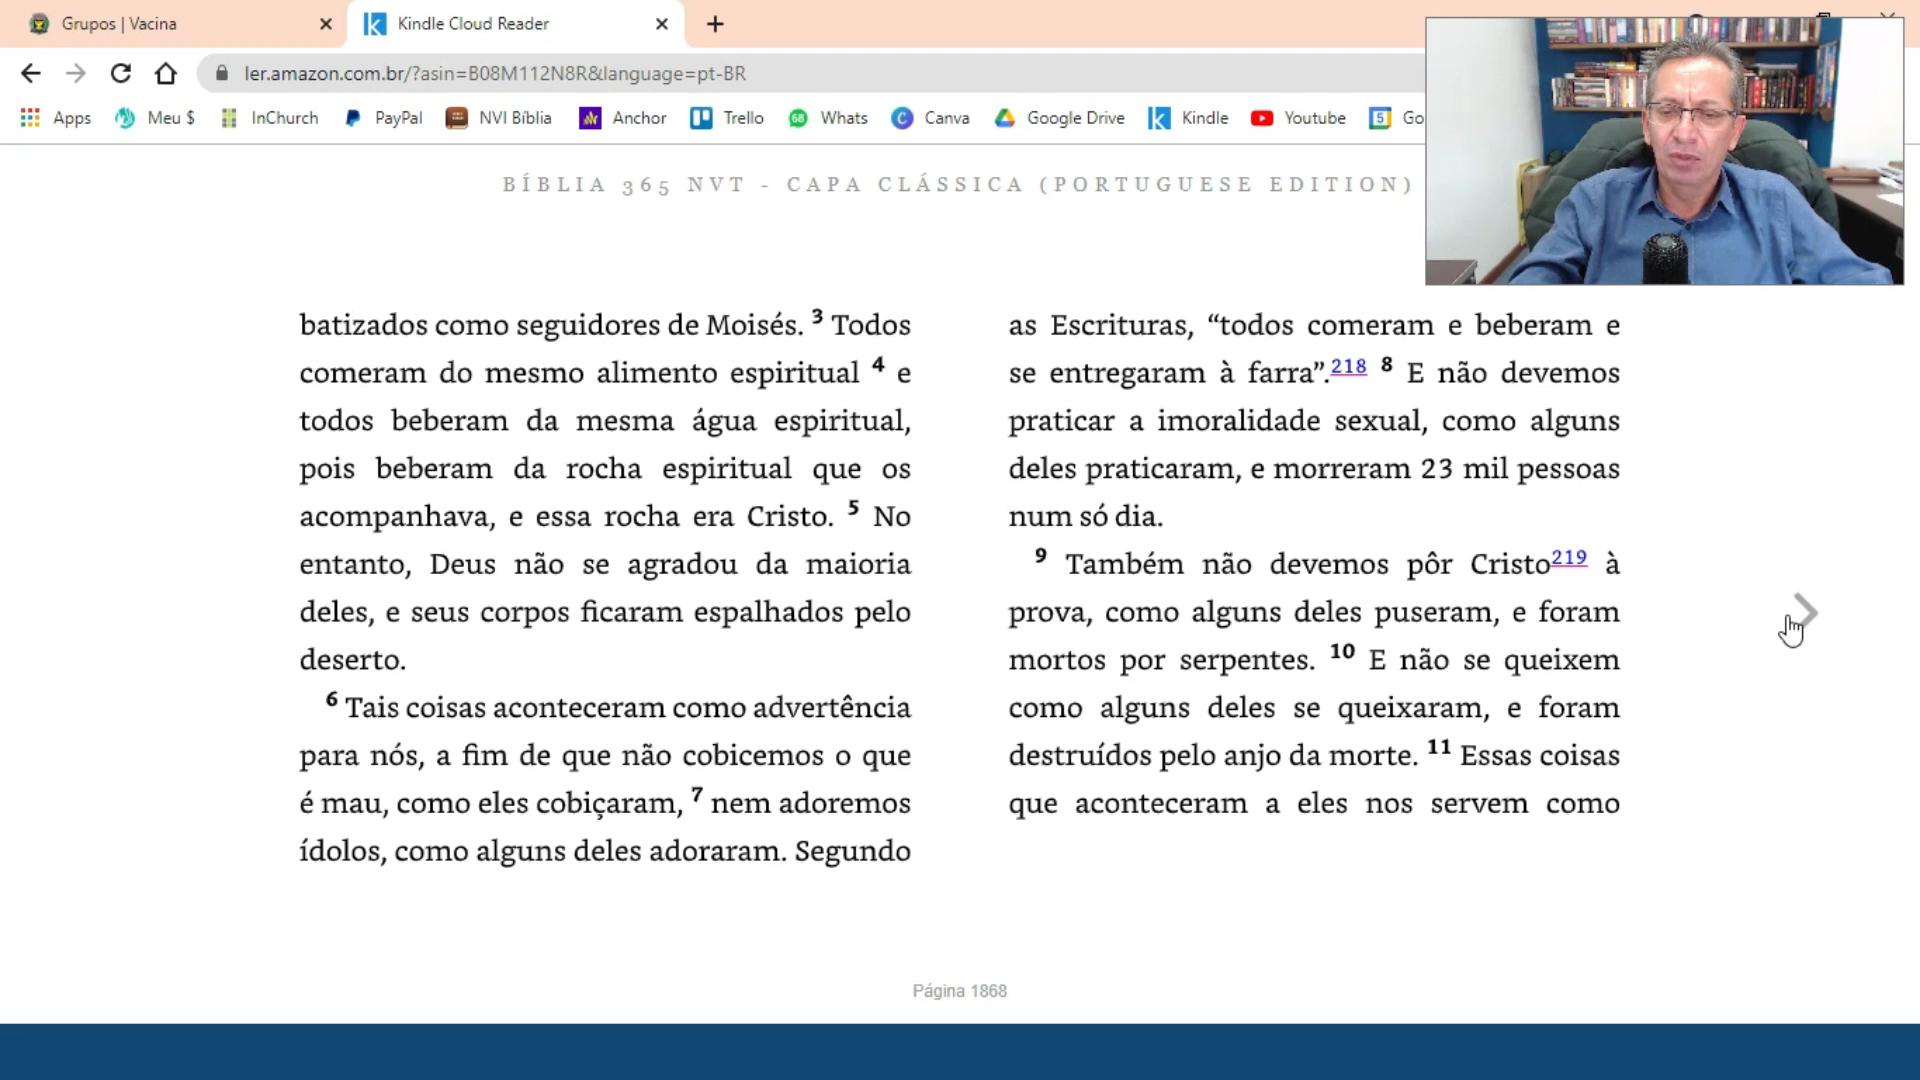 Grupos | Vacina
Kindle Cloud Reader
ler.amazon.com.br/?asin=B08M112N8R&language=pt-BR
Apps Meu $ InChurch PayPal NVI Bíblia Anchor Trello 68 Whats Canva Google Drive Kindle Youtube 5 Go
BÍBLIA 365 NVT - CAPA CLÁSSICA (PORTUGUESE EDITION)
batizados como seguidores de Moisés. 3 Todos
comeram do mesmo alimento espiritual 4 e
todos beberam da mesma água espiritual,
pois beberam da rocha espiritual que os
acompanhava, e essa rocha era Cristo. 5 No
entanto, Deus não se agradou da maioria
deles, e seus corpos ficaram espalhados pelo
deserto.
6 Tais coisas aconteceram como advertência
para nós, a fim de que não cobicemos o que
é mau, como eles cobiçaram, 7 nem adoremos
ídolos, como alguns deles adoraram. Segundo
as Escrituras, “todos comeram e beberam e
se entregaram à farra”.218 8 E não devemos
praticar a imoralidade sexual, como alguns
deles praticaram, e morreram 23 mil pessoas
num só dia.
9 Também não devemos pôr Cristo219 à
prova, como alguns deles puseram, e foram
mortos por serpentes. 10 E não se queixem
como alguns deles se queixaram, e foram
destruídos pelo anjo da morte. 11 Essas coisas
que aconteceram a eles nos servem como
Página 1868